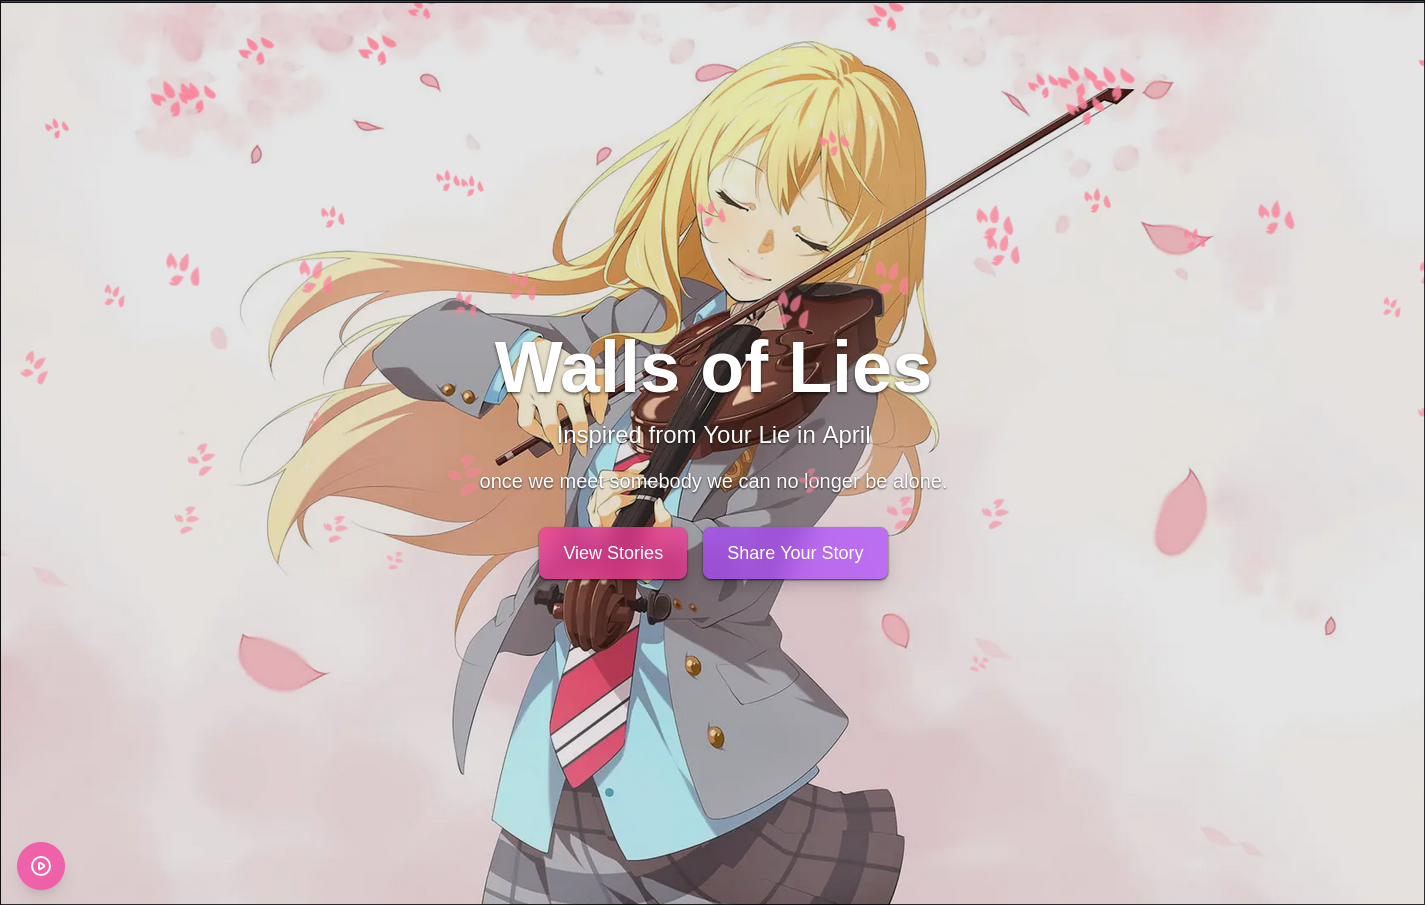 Walls of Lies
Inspired from Your Lie in April
once we meet somebody we can no longer be alone.
View Stories
Share Your Story